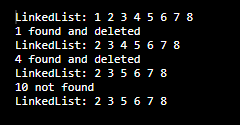 LinkedList: 1 2 3 4 5 6 7 8
1 found and deleted
LinkedList: 2 3 4 5 6 7 8
4 found and deleted
LinkedList: 2 3 5 6 7 8
10 not found
LinkedList: 2 3 5 6 7 8